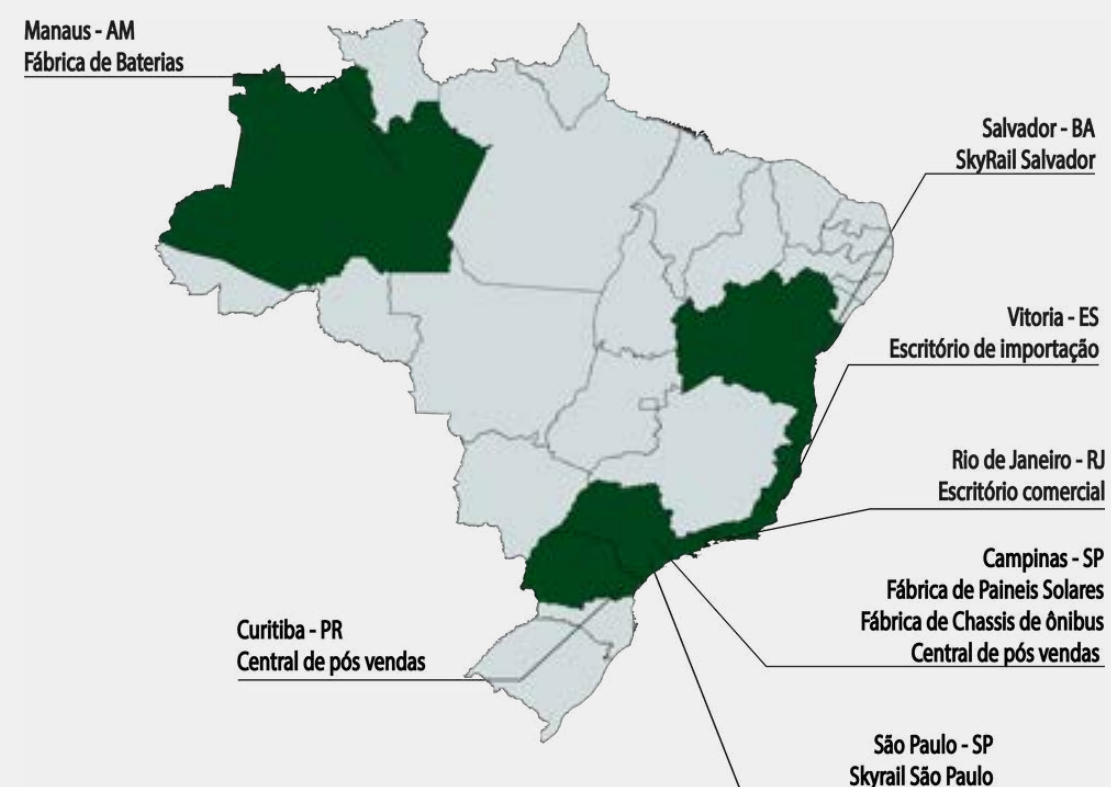 Manaus - AM
Fábrica de Baterias
Salvador - BA
SkyRail Salvador
Vitoria - ES
Escritório de importação
Rio de Janeiro - RJ
Escritório comercial
Campinas - SP
Fábrica de Paineis Solares
Fábrica de Chassis de ônibus
Central de pós vendas
Curitiba - PR
Central de pós vendas
São Paulo - SP
Skyrail São Paulo